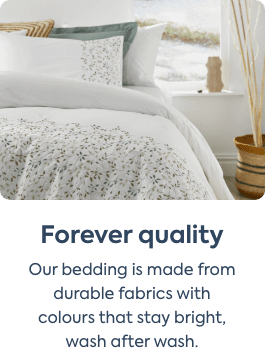 Forever quality
Our bedding is made from
durable fabrics with
colours that stay bright,
wash after wash.